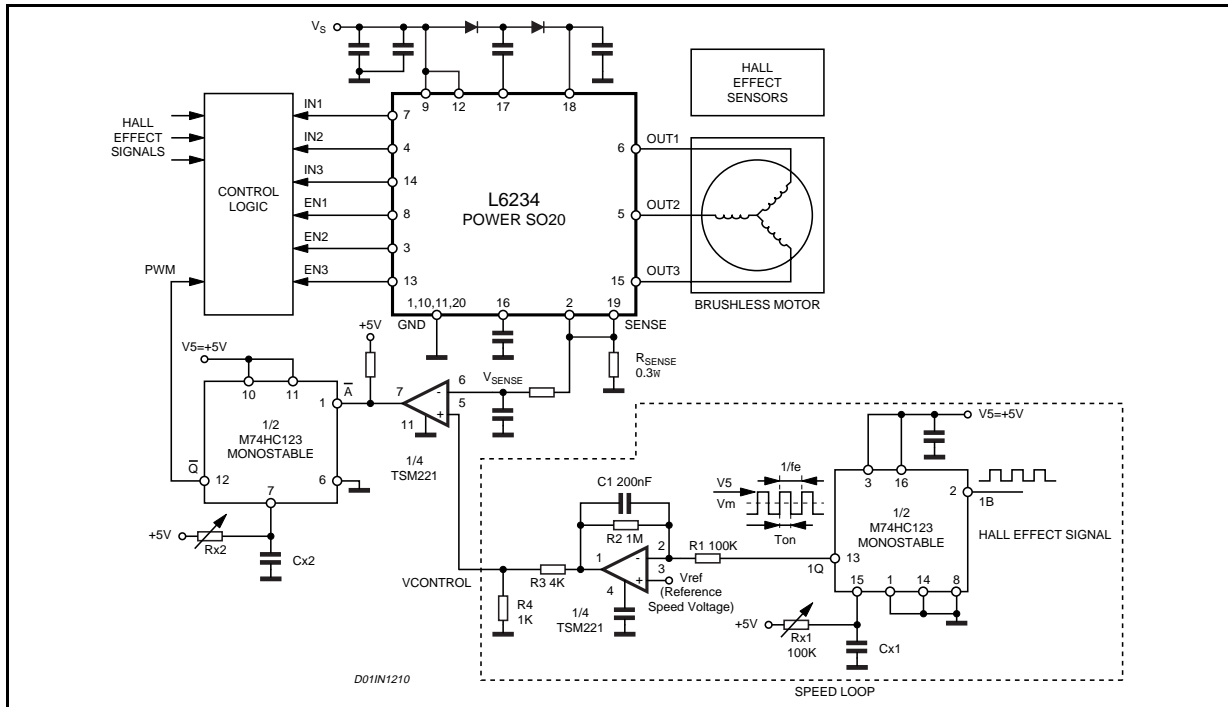 VS
9
12
17
18
HALL
EFFECT
SENSORS
HALL
EFFECT
SIGNALS
CONTROL
LOGIC
IN1
IN2
IN3
EN1
EN2
EN3
7
4
14
8
3
13
L6234
POWER SO20
6
5
15
OUT1
OUT2
OUT3
BRUSHLESS MOTOR
PWM
1,10,11,20
16
2
19
GND
SENSE
RSENSE
0.3W
+5V
V5=+5V
10
11
1
A
1/2
M74HC123
MONOSTABLE
Q
12
6
7
+5V
Rx2
Cx2
7
6
-
5
+
11
VSENSE
1/4
TSM221
VCONTROL
R3 4K
R4
1K
C1 200nF
R2 1M
1
2
-
3
+
4
1/4
TSM221
R1 100K
Vref
(Reference
Speed Voltage)
V5
Vm
1/fe
Ton
V5=+5V
3
16
2
1B
1/2
M74HC123
MONOSTABLE
HALL EFFECT SIGNAL
13
1Q
15
1
14
8
+5V
Rx1
100K
Cx1
D01IN1210
SPEED LOOP